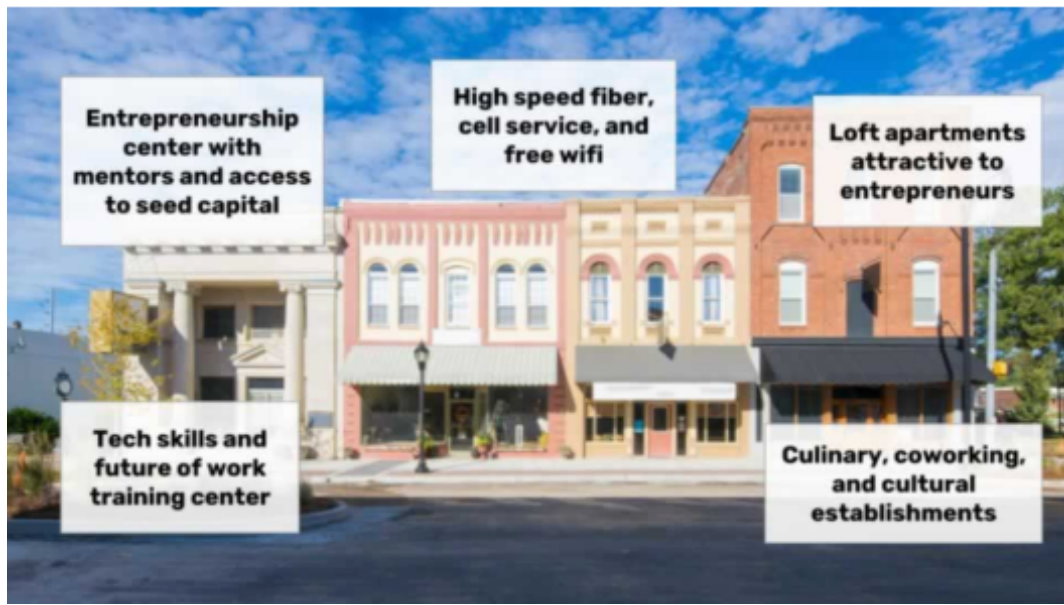 Entrepreneurship
center with
mentors and access
to seed capital
High speed fiber,
cell service, and
free wifi
Loft apartments
attractive to
entrepreneurs
Tech skills and
future of work
training center
Culinary, coworking,
and cultural
establishments